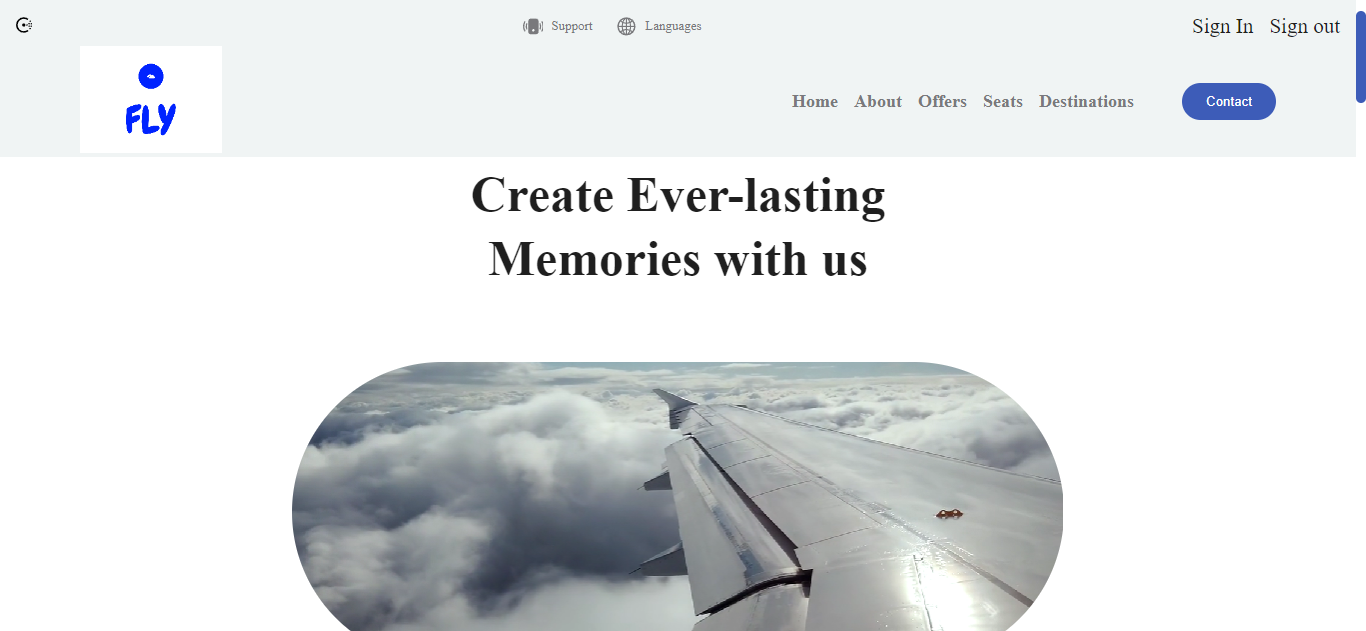 Support Languages Sign In Sign out
FLY
Home About Offers Seats Destinations Contact
Create Ever-lasting
Memories with us